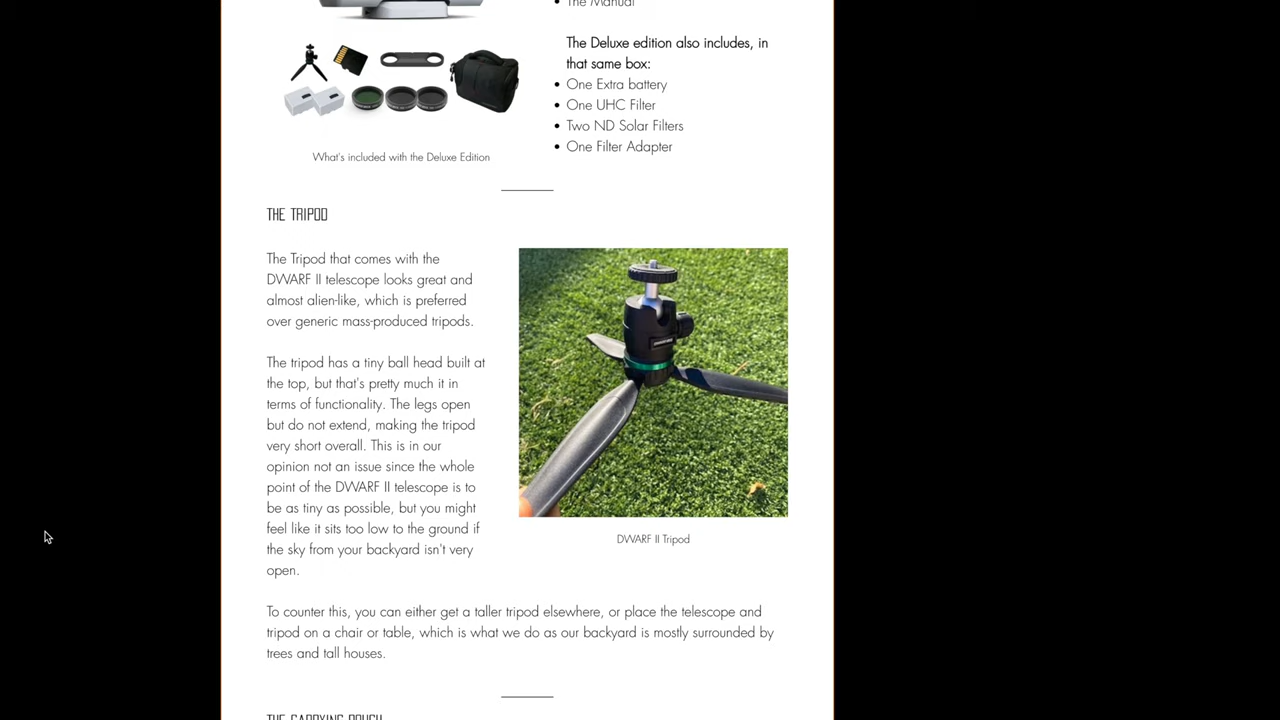 The Manual
The Deluxe edition also includes, in
that same box:
One Extra battery
One UHC Filter
Two ND Solar Filters
One Filter Adapter
What's included with the Deluxe Edition
THE TRIPOD
The Tripod that comes with the
DWARF II telescope looks great and
almost alien-like, which is preferred
over generic mass-produced tripods.
The tripod has a tiny ball head built at
the top, but that's pretty much it in
terms of functionality. The legs open
but do not extend, making the tripod
very short overall. This is in our
opinion not an issue since the whole
point of the DWARF II telescope is to
be as tiny as possible, but you might
feel like it sits too low to the ground if
the sky from your backyard isn't very
open.
DWARF II Tripod
To counter this, you can either get a taller tripod elsewhere, or place the telescope and
tripod on a chair or table, which is what we do as our backyard is mostly surrounded by
trees and tall houses.
THE CARRYING POUCH